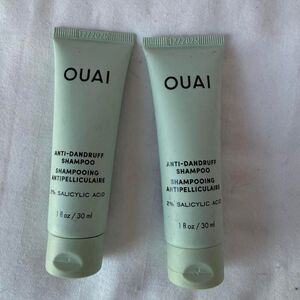 OUAI
ANTI-DANDRUFF
SHAMPOO
SHAMPOOING
ANTIPELLICULAIRE
2% SALICYLIC ACID
1 fl oz / 30 ml
OUAI
ANTI-DANDRUFF
SHAMPOO
SHAMPOOING
ANTIPELLICULAIRE
2% SALICYLIC ACID
1 fl oz / 30 ml